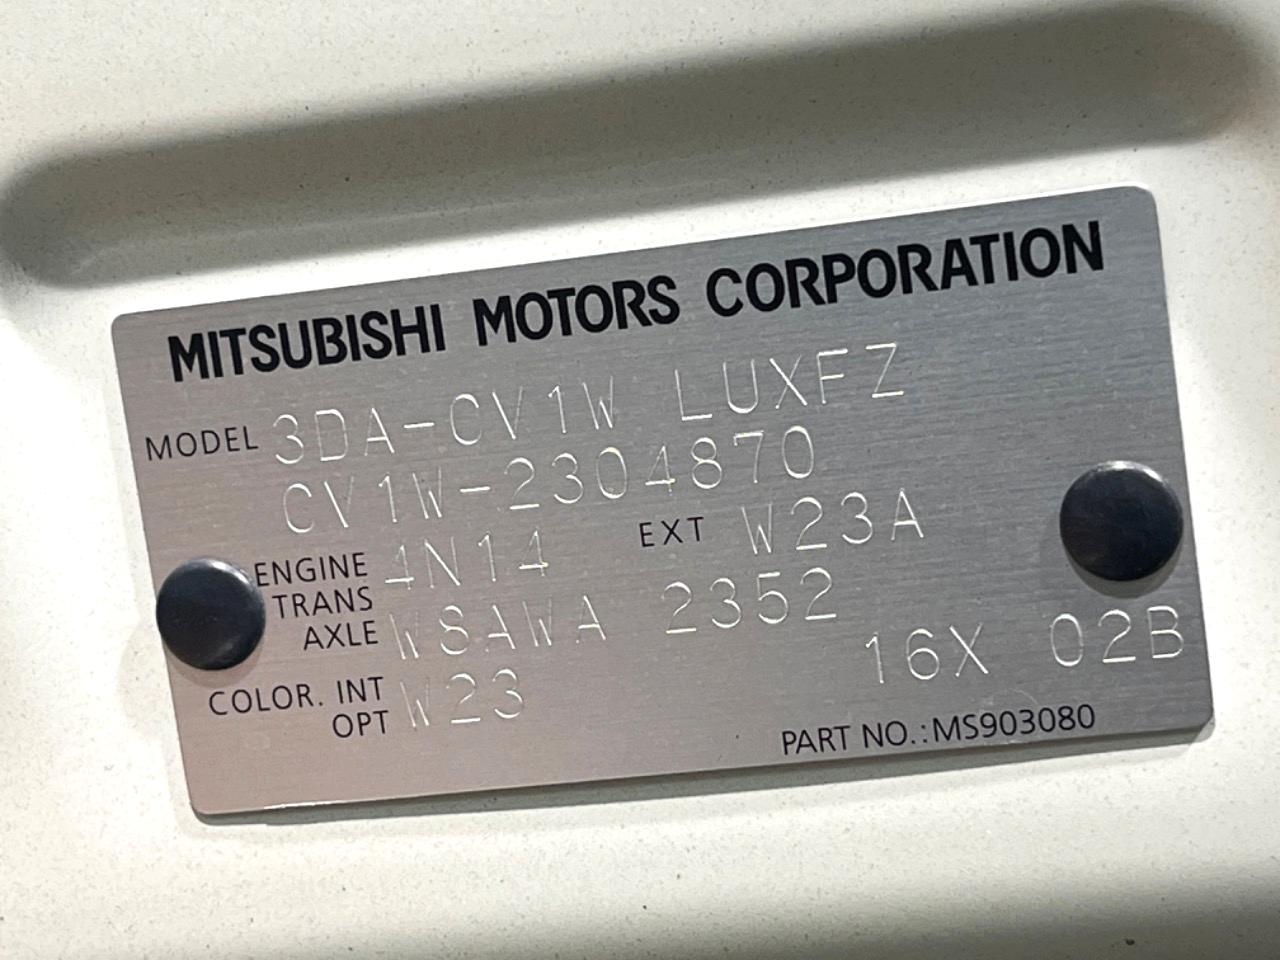 MITSUBISHI MOTORS CORPORATION
MODEL 3DA-CV1W LUXFZ
CV1W-2304870
ENGINE 4N14 EXT W23A
TRANS
AXLE W8AWA 2352
COLOR. INT W23 16X 02B
OPT
PART NO.:MS903080